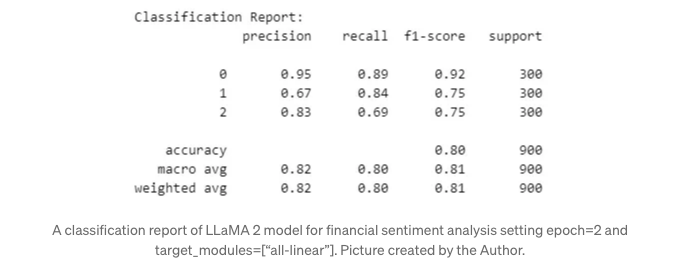 Classification Report:
precision recall f1-score support
0 0.95 0.89 0.92 300
1 0.67 0.84 0.75 300
2 0.83 0.69 0.75 300
accuracy 0.80 900
macro avg 0.82 0.80 0.81 900
weighted avg 0.82 0.80 0.81 900
A classification report of LLaMA 2 model for financial sentiment analysis setting epoch=2 and
target_modules=[“all-linear”]. Picture created by the Author.